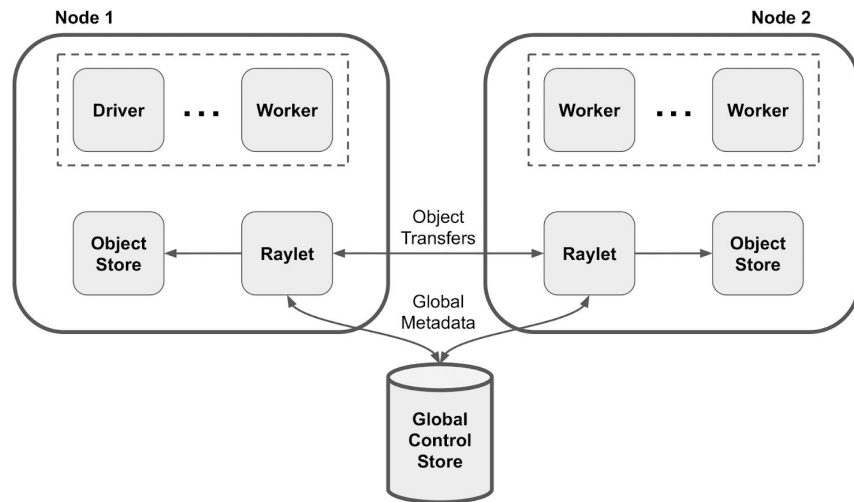 Node 1
Node 2
Driver
...
Worker
Worker
...
Worker
Object
Store
Raylet
Object
Transfers
Raylet
Object
Store
Global
Metadata
Global
Control
Store